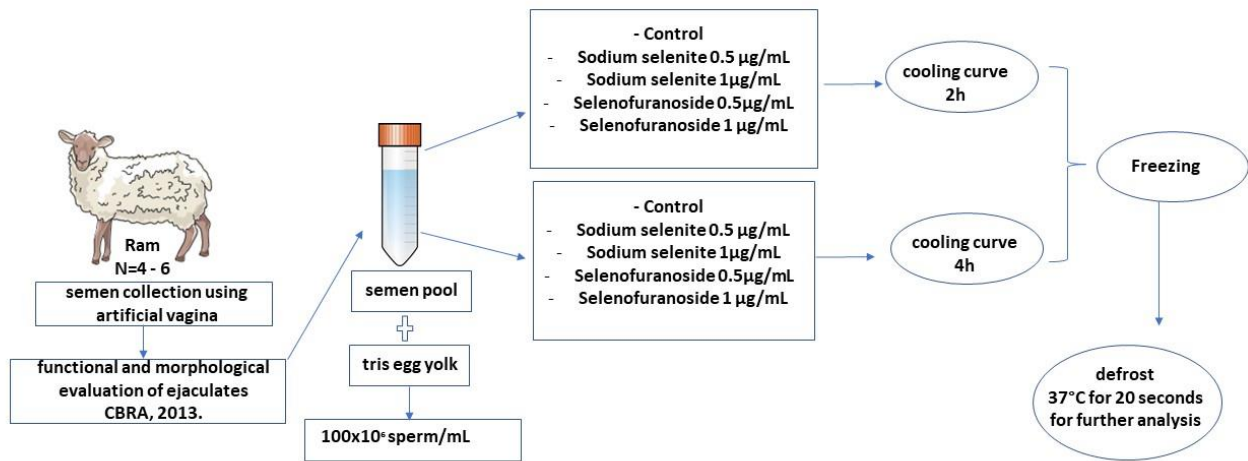 Ram
N=4 - 6
semen collection using
artificial vagina
functional and morphological
evaluation of ejaculates
CBRA, 2013.
semen pool
tris egg yolk
100x10⁶ sperm/mL
- Control
- Sodium selenite 0.5 µg/mL
- Sodium selenite 1µg/mL
- Selenofuranoside 0.5µg/mL
- Selenofuranoside 1 µg/mL
- Control
- Sodium selenite 0.5 µg/mL
- Sodium selenite 1µg/mL
- Selenofuranoside 0.5µg/mL
- Selenofuranoside 1 µg/mL
cooling curve
2h
cooling curve
4h
Freezing
defrost
37°C for 20 seconds
for further analysis